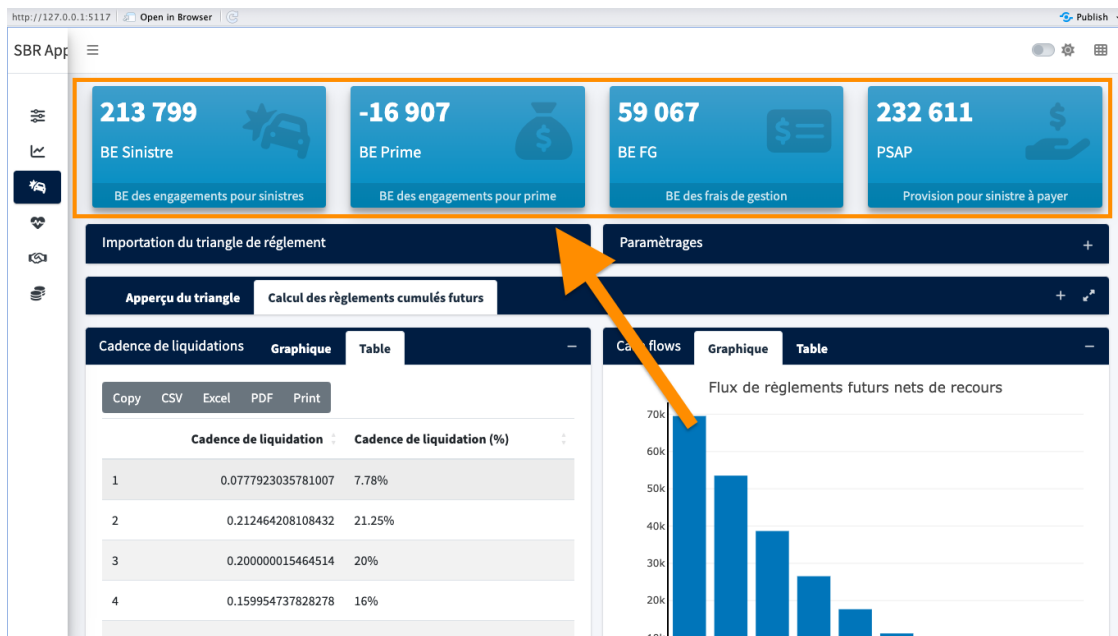 http://127.0.0.1:5117 Open in Browser Publish
SBR App
213 799
BE Sinistre
BE des engagements pour sinistres
-16 907
BE Prime
BE des engagements pour prime
59 067
BE FG
BE des frais de gestion
232 611
PSAP
Provision pour sinistre à payer
Importation du triangle de réglement
Paramètrages
Apperçu du triangle Calcul des règlements cumulés futurs
Cadence de liquidations Graphique Table
Copy CSV Excel PDF Print
Cadence de liquidation Cadence de liquidation (%)
1 0.0777923035781007 7.78%
2 0.212464208108432 21.25%
3 0.200000015464514 20%
4 0.159954737828278 16%
flows Graphique Table
Flux de règlements futurs nets de recours
70k
60k
50k
40k
30k
20k